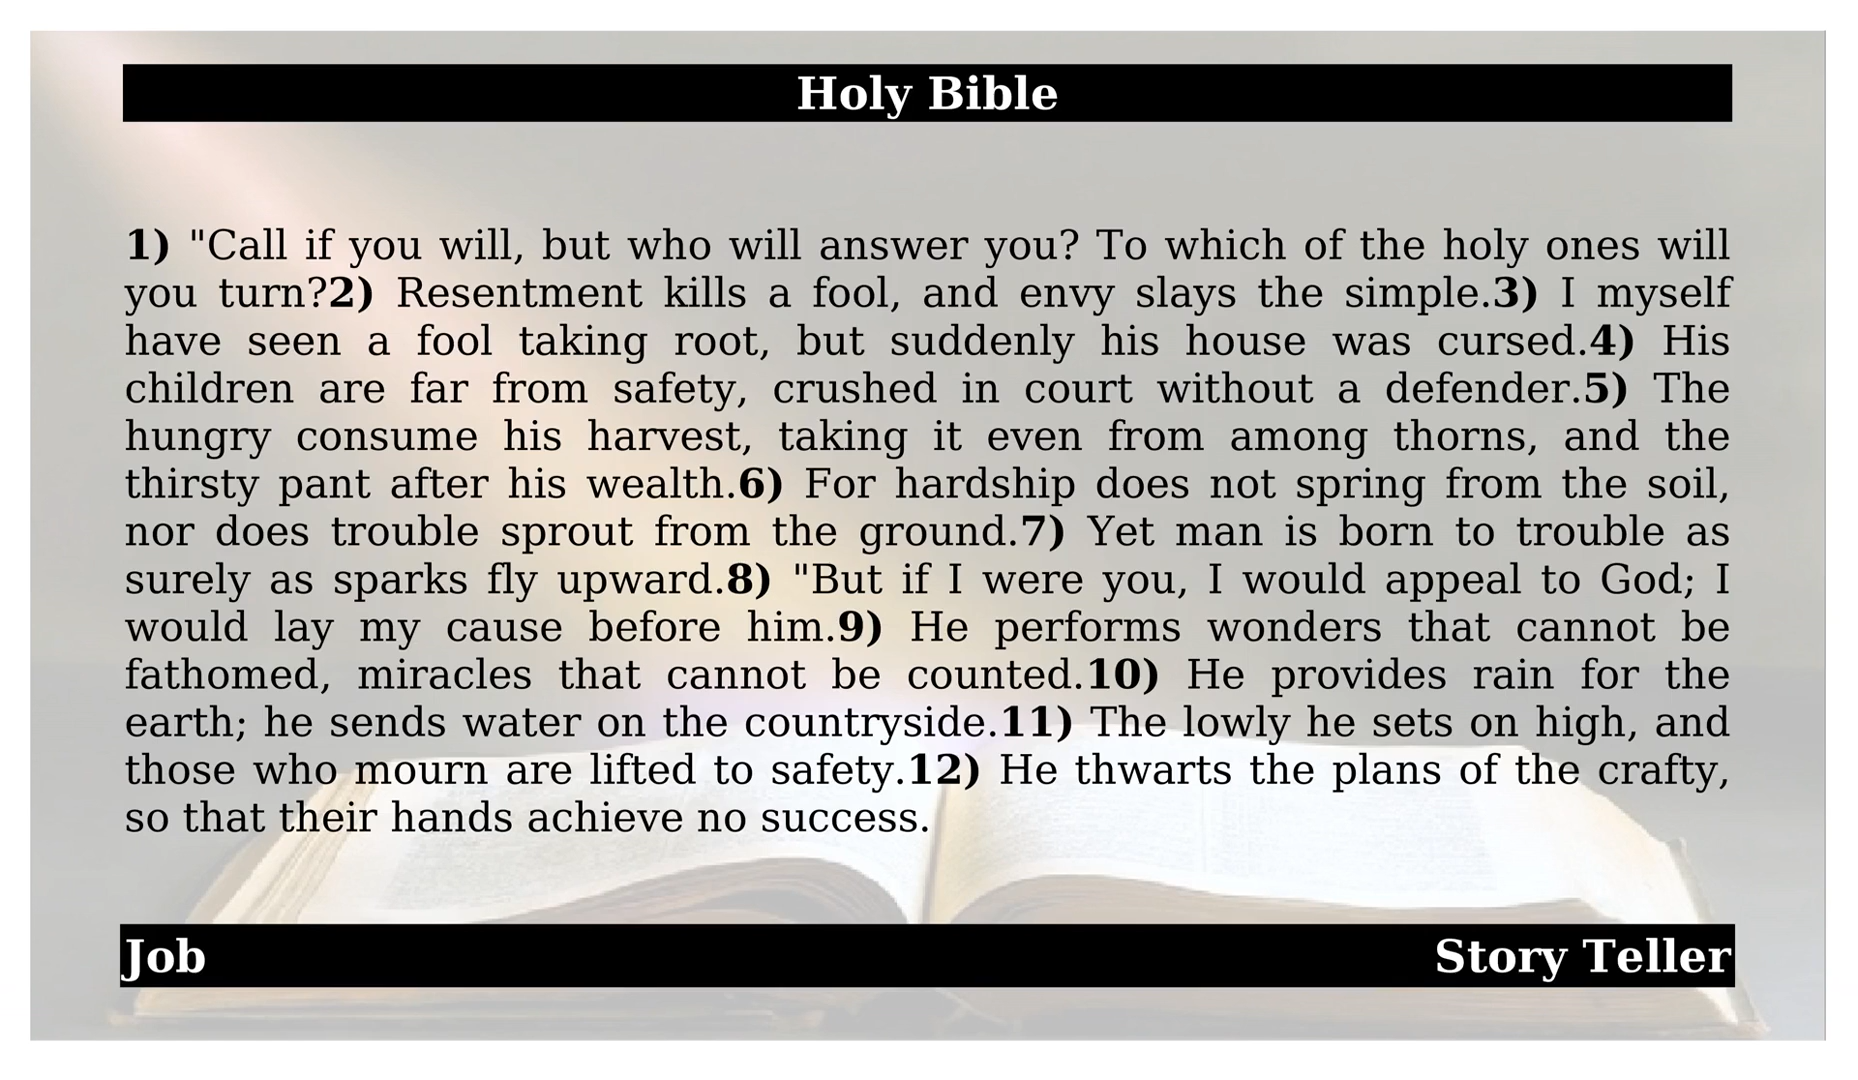 Holy Bible
1) "Call if you will, but who will answer you? To which of the holy ones will
you turn?2) Resentment kills a fool, and envy slays the simple.3) I myself
have seen a fool taking root, but suddenly his house was cursed.4) His
children are far from safety, crushed in court without a defender.5) The
hungry consume his harvest, taking it even from among thorns, and the
thirsty pant after his wealth.6) For hardship does not spring from the soil,
nor does trouble sprout from the ground.7) Yet man is born to trouble as
surely as sparks fly upward.8) "But if I were you, I would appeal to God; I
would lay my cause before him.9) He performs wonders that cannot be
fathomed, miracles that cannot be counted.10) He provides rain for the
earth; he sends water on the countryside.11) The lowly he sets on high, and
those who mourn are lifted to safety.12) He thwarts the plans of the crafty,
so that their hands achieve no success.
Job
Story Teller